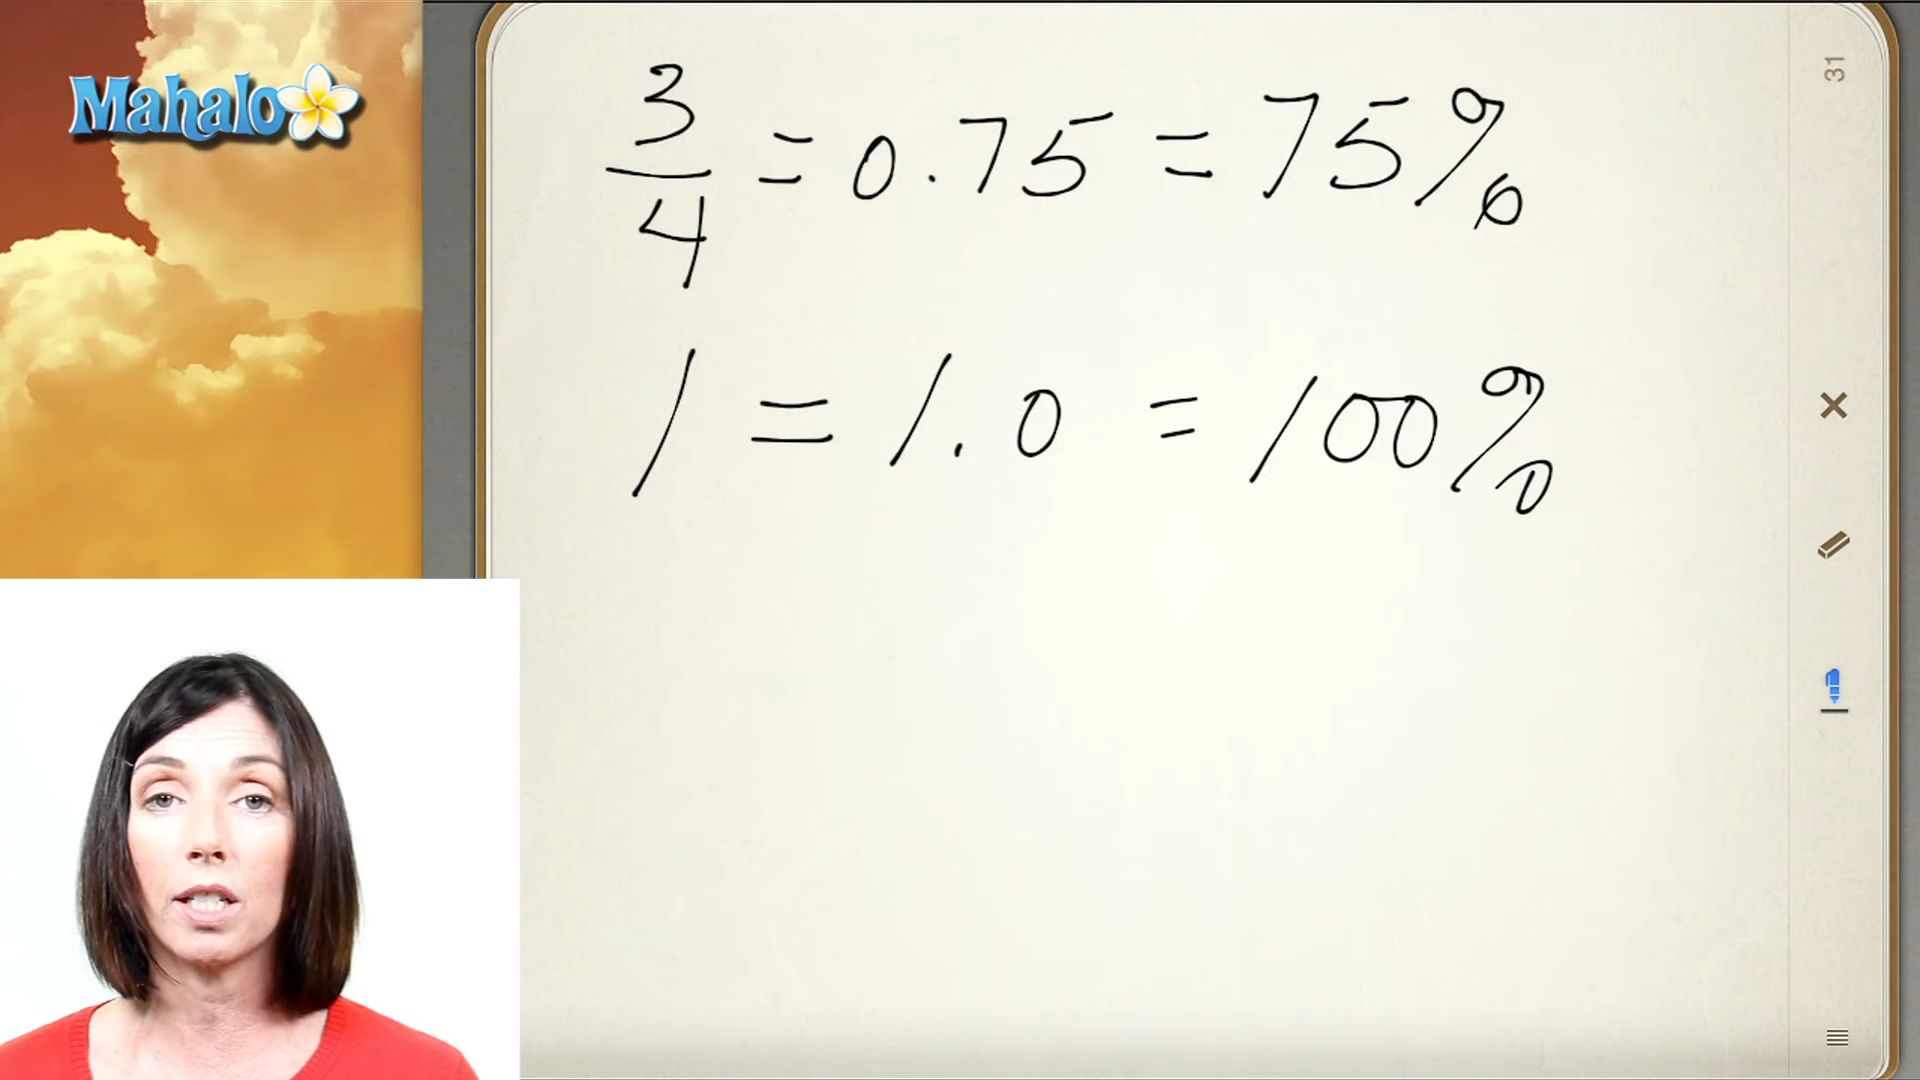 Mahalo
31
3/4 = 0.75 = 75%
1 = 1.0 = 100%